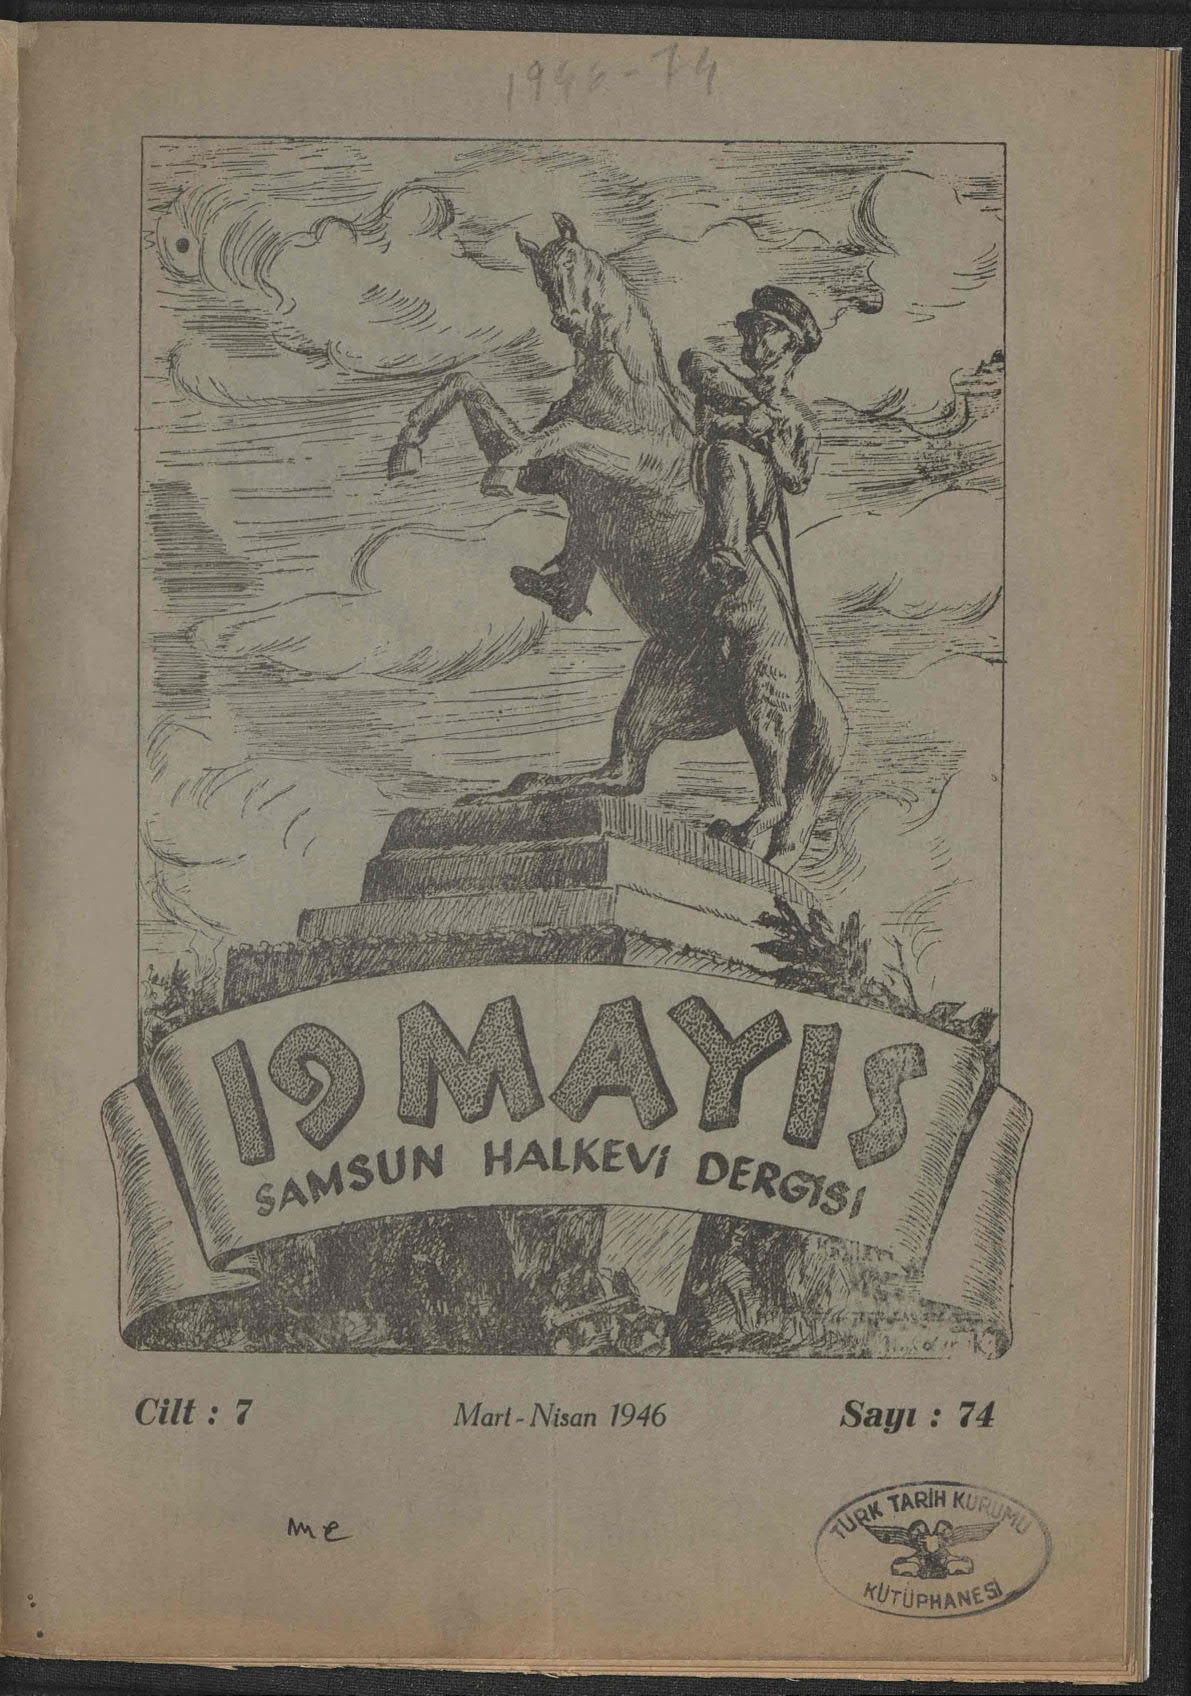 1946-74
19 MAYIS
SAMSUN HALKEVİ DERGİSİ
Cilt : 7 Mart-Nisan 1946 Sayı : 74
me
TÜRK TARİH KURUMU
KÜTÜPHANESİ